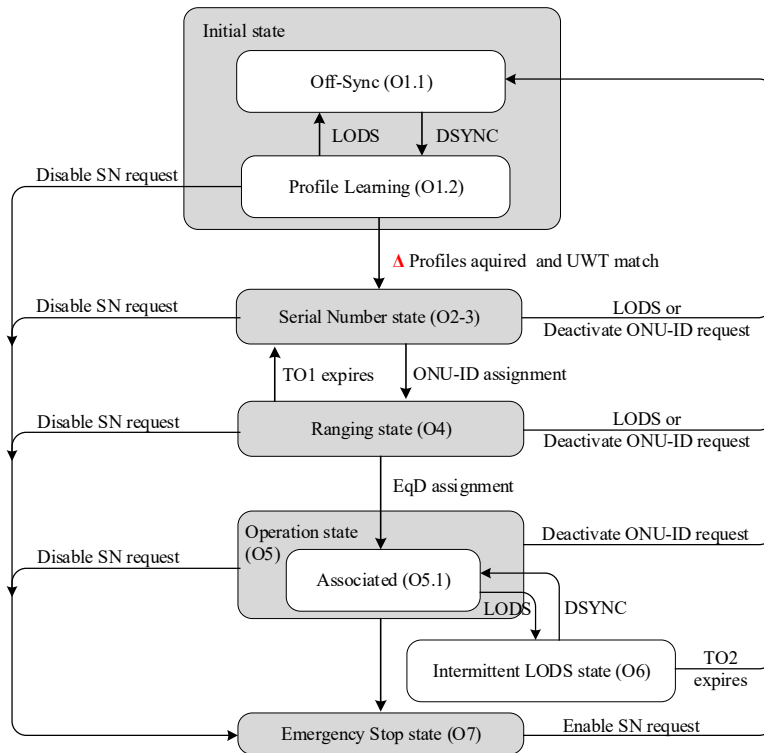 Initial state
Off-Sync (O1.1)
LODS
DSYNC
Disable SN request
Profile Learning (O1.2)
Δ Profiles aquired and UWT match
Disable SN request
Serial Number state (O2-3)
LODS or
Deactivate ONU-ID request
TO1 expires
ONU-ID assignment
Disable SN request
Ranging state (O4)
LODS or
Deactivate ONU-ID request
EqD assignment
Operation state
(O5)
Deactivate ONU-ID request
Disable SN request
Associated (O5.1)
LODS
DSYNC
Intermittent LODS state (O6)
TO2
expires
Emergency Stop state (O7)
Enable SN request